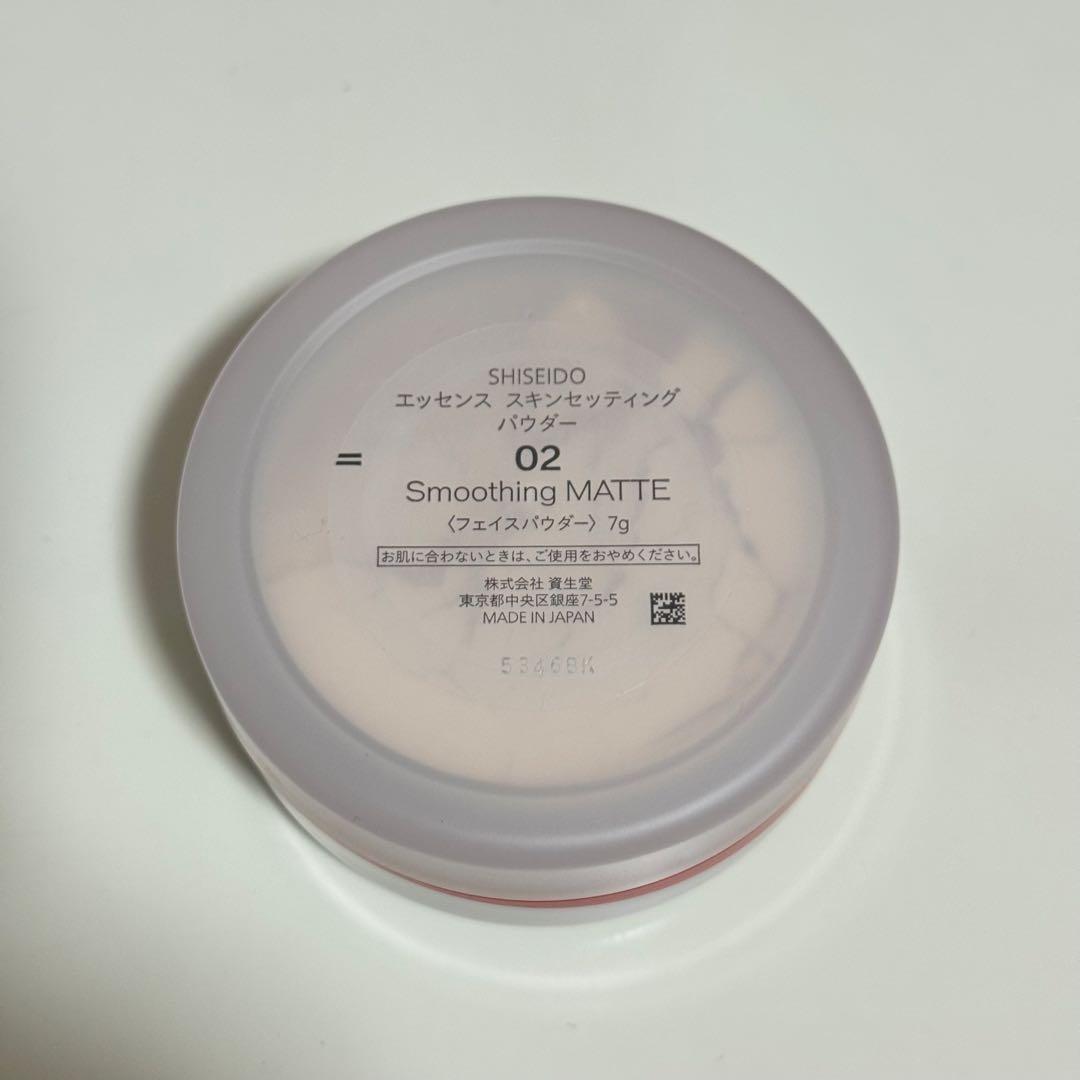 SHISEIDO
エッセンス スキンセッティング
パウダー
=
02
Smoothing MATTE
〈フェイスパウダー〉 7g
お肌に合わないときは、ご使用をおやめください。
株式会社 資生堂
東京都中央区銀座7-5-5
MADE IN JAPAN
5346BK